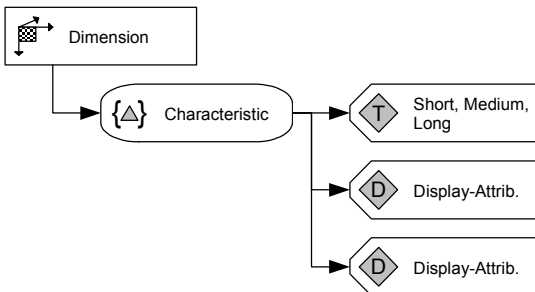 Dimension
{ } Characteristic
T Short, Medium,
Long
D Display-Attrib.
D Display-Attrib.